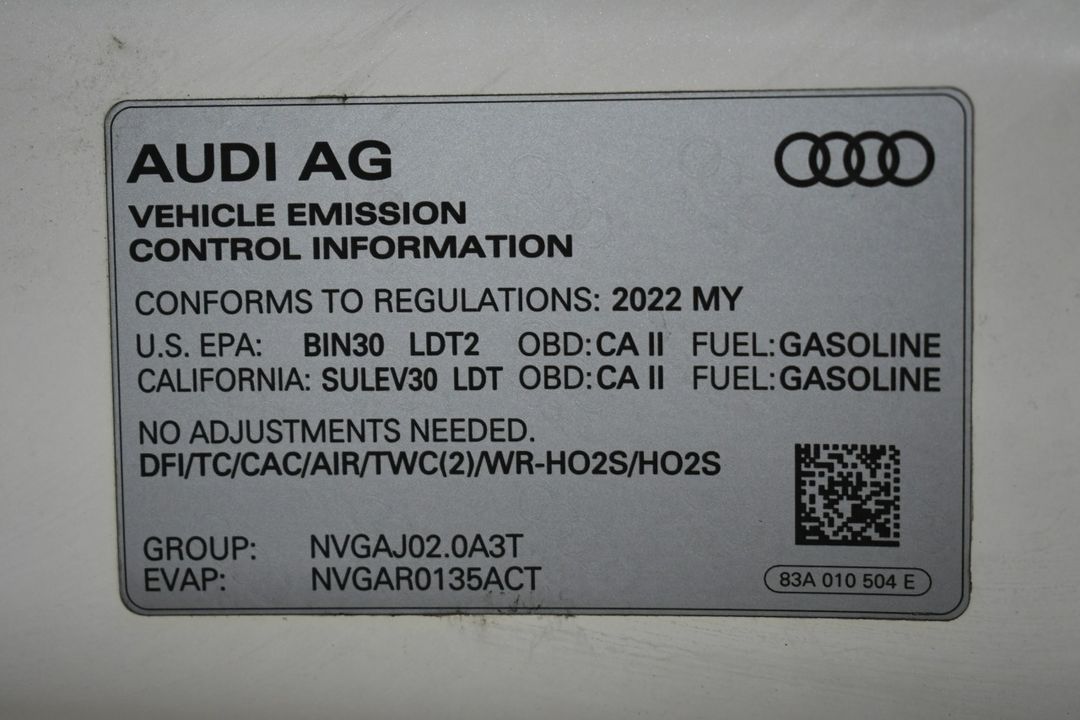 AUDI AG
VEHICLE EMISSION
CONTROL INFORMATION
CONFORMS TO REGULATIONS: 2022 MY
U.S. EPA: BIN30 LDT2 OBD: CA II FUEL: GASOLINE
CALIFORNIA: SULEV30 LDT OBD: CA II FUEL: GASOLINE
NO ADJUSTMENTS NEEDED.
DFI/TC/CAC/AIR/TWC(2)/WR-HO2S/HO2S
GROUP: NVGAJ02.0A3T
EVAP: NVGAR0135ACT
83A 010 504 E